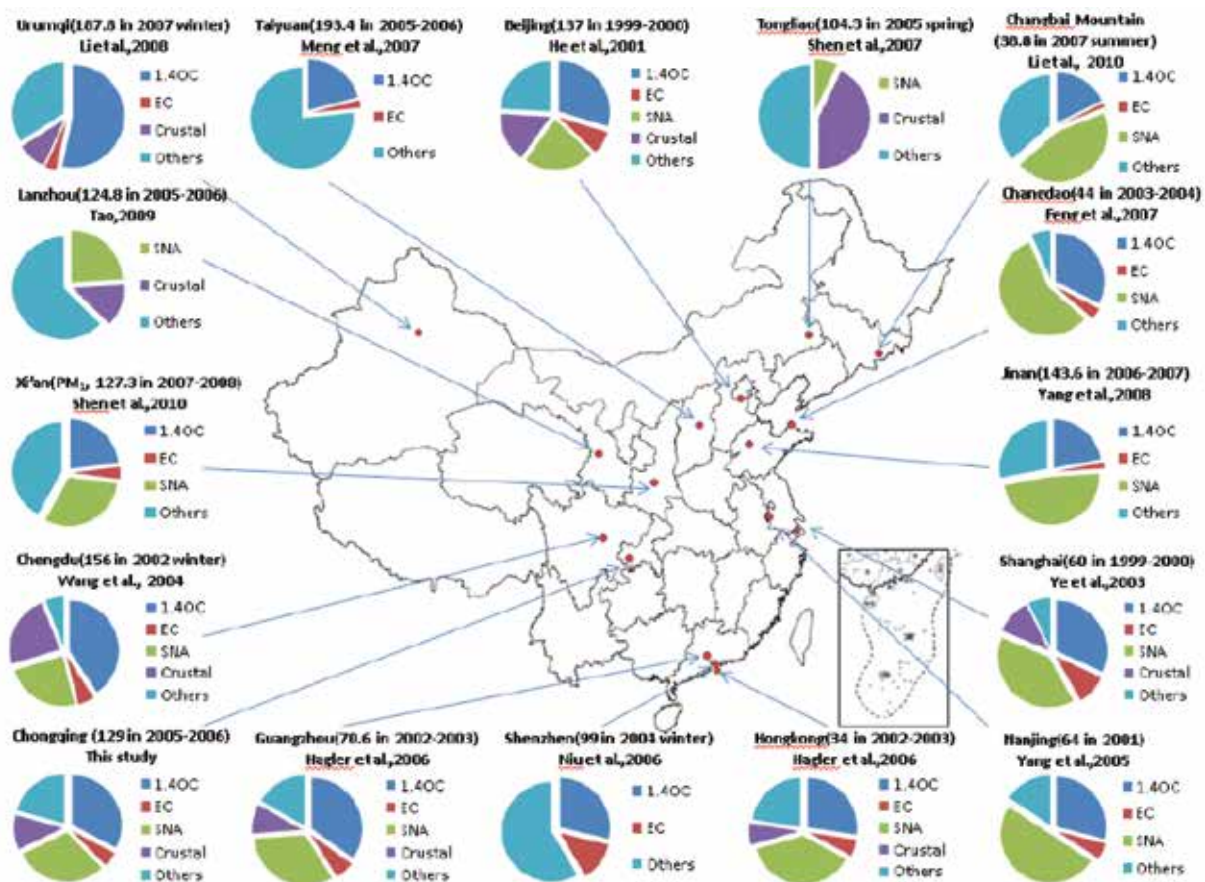 Urumqi(187.8 in 2007 winter)
Li et al., 2008
1.4OC
EC
Crustal
Others
Taiyuan(193.4 in 2005-2006)
Meng et al., 2007
1.4OC
EC
Others
Beijing(137 in 1999-2000)
He et al., 2001
1.4OC
EC
SNA
Crustal
Others
Tongliao(104.3 in 2005 spring)
Shen et al., 2007
SNA
Crustal
Others
Changbai Mountain
(38.8 in 2007 summer)
Li et al., 2010
1.4OC
EC
SNA
Others
Lanzhou(124.8 in 2005-2006)
Tao, 2009
SNA
Crustal
Others
Changdao(44 in 2003-2004)
Feng et al., 2007
1.4OC
EC
SNA
Others
Xi'an(PM1, 127.3 in 2007-2008)
Shen et al., 2010
1.4OC
EC
SNA
Others
Jinan(143.6 in 2006-2007)
Yang et al., 2008
1.4OC
EC
SNA
Others
Chengdu(156 in 2002 winter)
Wang et al., 2004
1.4OC
EC
SNA
Crustal
Others
Shanghai(60 in 1999-2000)
Ye et al., 2003
1.4OC
EC
SNA
Crustal
Others
Chongqing (129 in 2005-2006)
This study
1.4OC
EC
SNA
Crustal
Others
Guangzhou(70.6 in 2002-2003)
Hagler et al., 2006
1.4OC
EC
SNA
Crustal
Others
Shenzhen(99 in 2004 winter)
Niu et al., 2006
1.4OC
EC
Others
Hongkong(34 in 2002-2003)
Hagler et al., 2006
1.4OC
EC
SNA
Crustal
Others
Nanjing(64 in 2001)
Yang et al., 2005
1.4OC
EC
SNA
Others